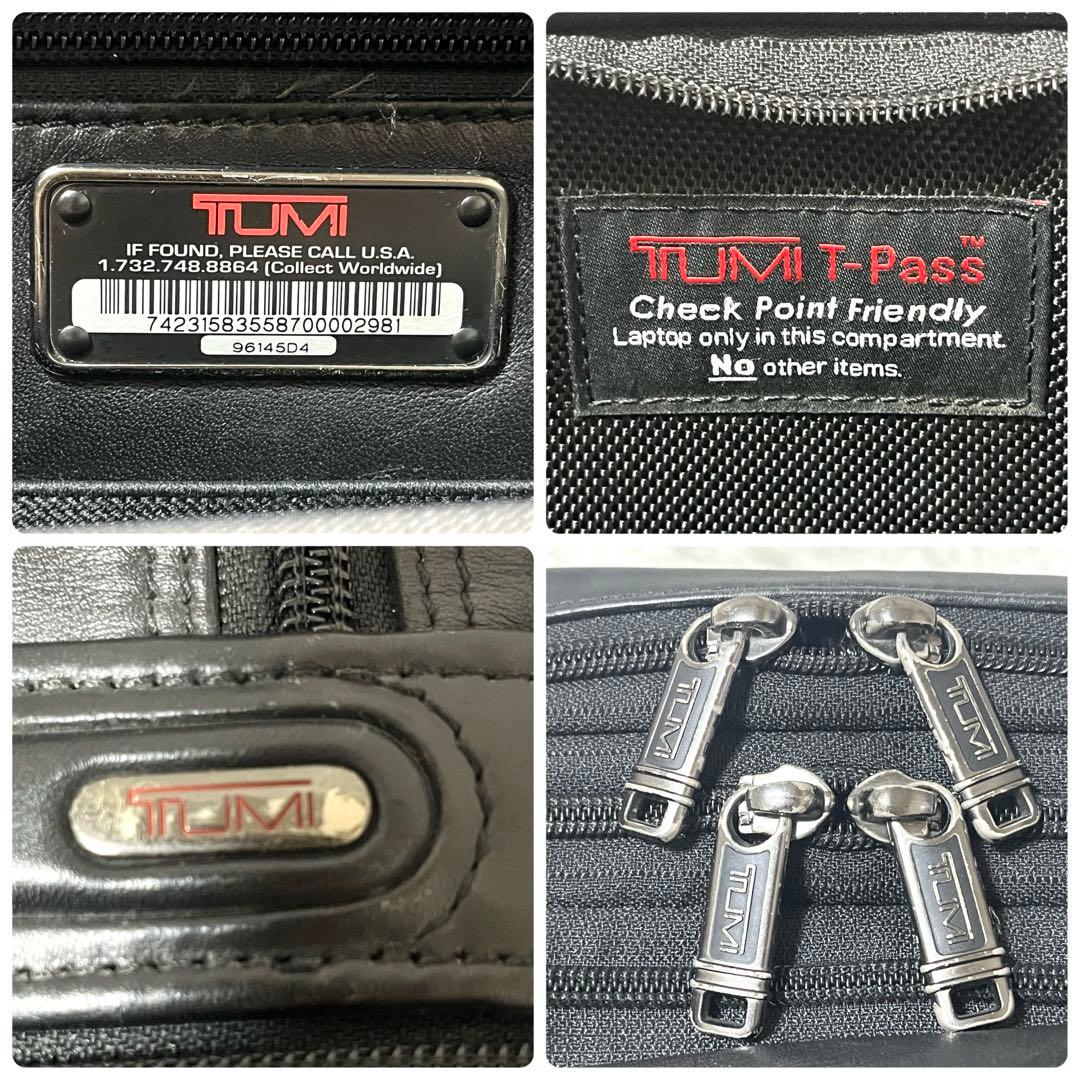 TUMI
IF FOUND, PLEASE CALL U.S.A.
1.732.748.8864 (Collect Worldwide)
74231583558700002981
96145D4
TUMI T-Pass™
Check Point Friendly
Laptop only in this compartment.
No other items.
TUMI
TUMI
TUMI
TUMI
TUMI